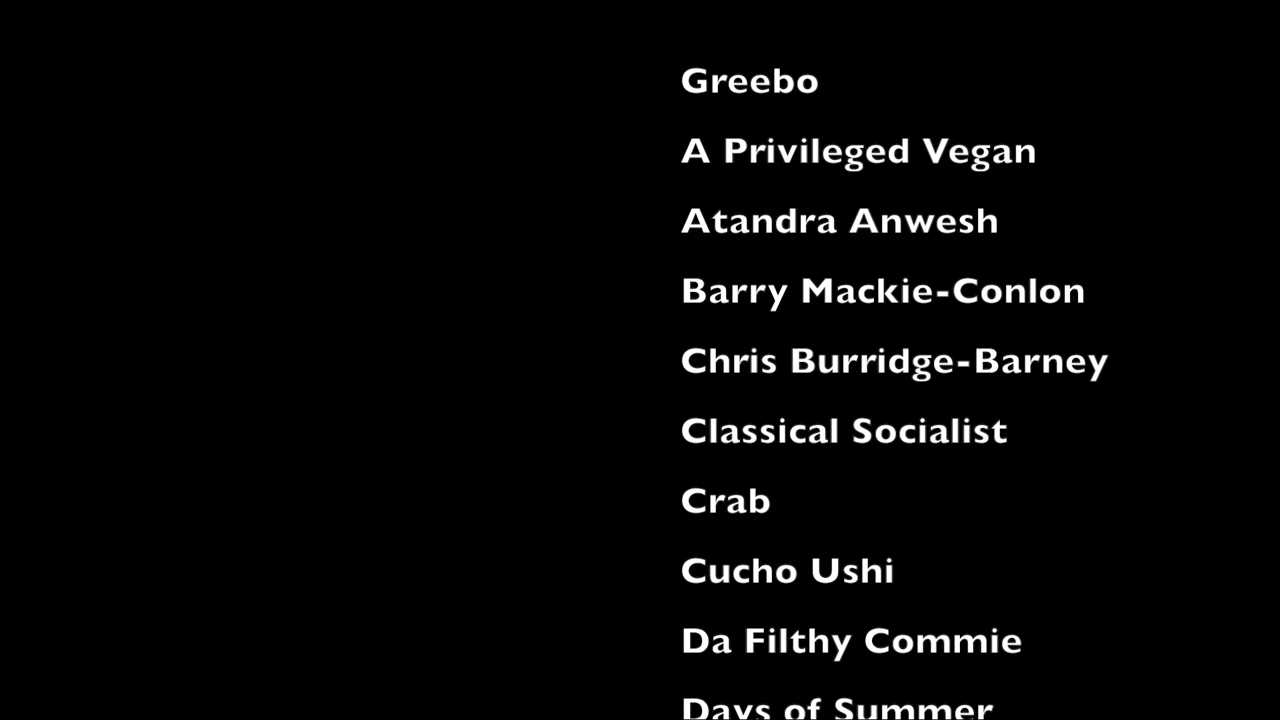 Greebo
A Privileged Vegan
Atandra Anwesh
Barry Mackie-Conlon
Chris Burridge-Barney
Classical Socialist
Crab
Cucho Ushi
Da Filthy Commie
Days of Summer